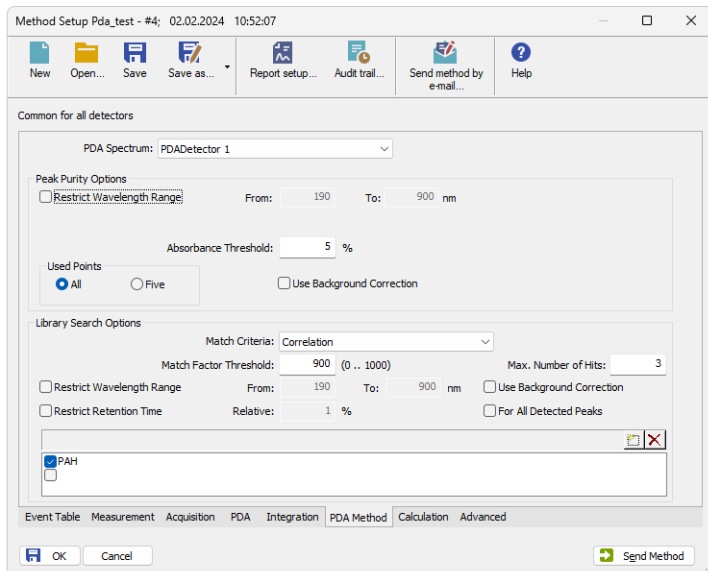 Method Setup Pda_test - #4;  02.02.2024  10:52:07
New Open... Save Save as... Report setup... Audit trail... Send method by e-mail... Help
Common for all detectors
PDA Spectrum: PDADetector 1
Peak Purity Options
Restrict Wavelength Range From: 190 To: 900 nm
Absorbance Threshold: 5 %
Used Points
All Five Use Background Correction
Library Search Options
Match Criteria: Correlation
Match Factor Threshold: 900 (0 .. 1000) Max. Number of Hits: 3
Restrict Wavelength Range From: 190 To: 900 nm Use Background Correction
Restrict Retention Time Relative: 1 % For All Detected Peaks
PAH
Event Table Measurement Acquisition PDA Integration PDA Method Calculation Advanced
OK Cancel Send Method